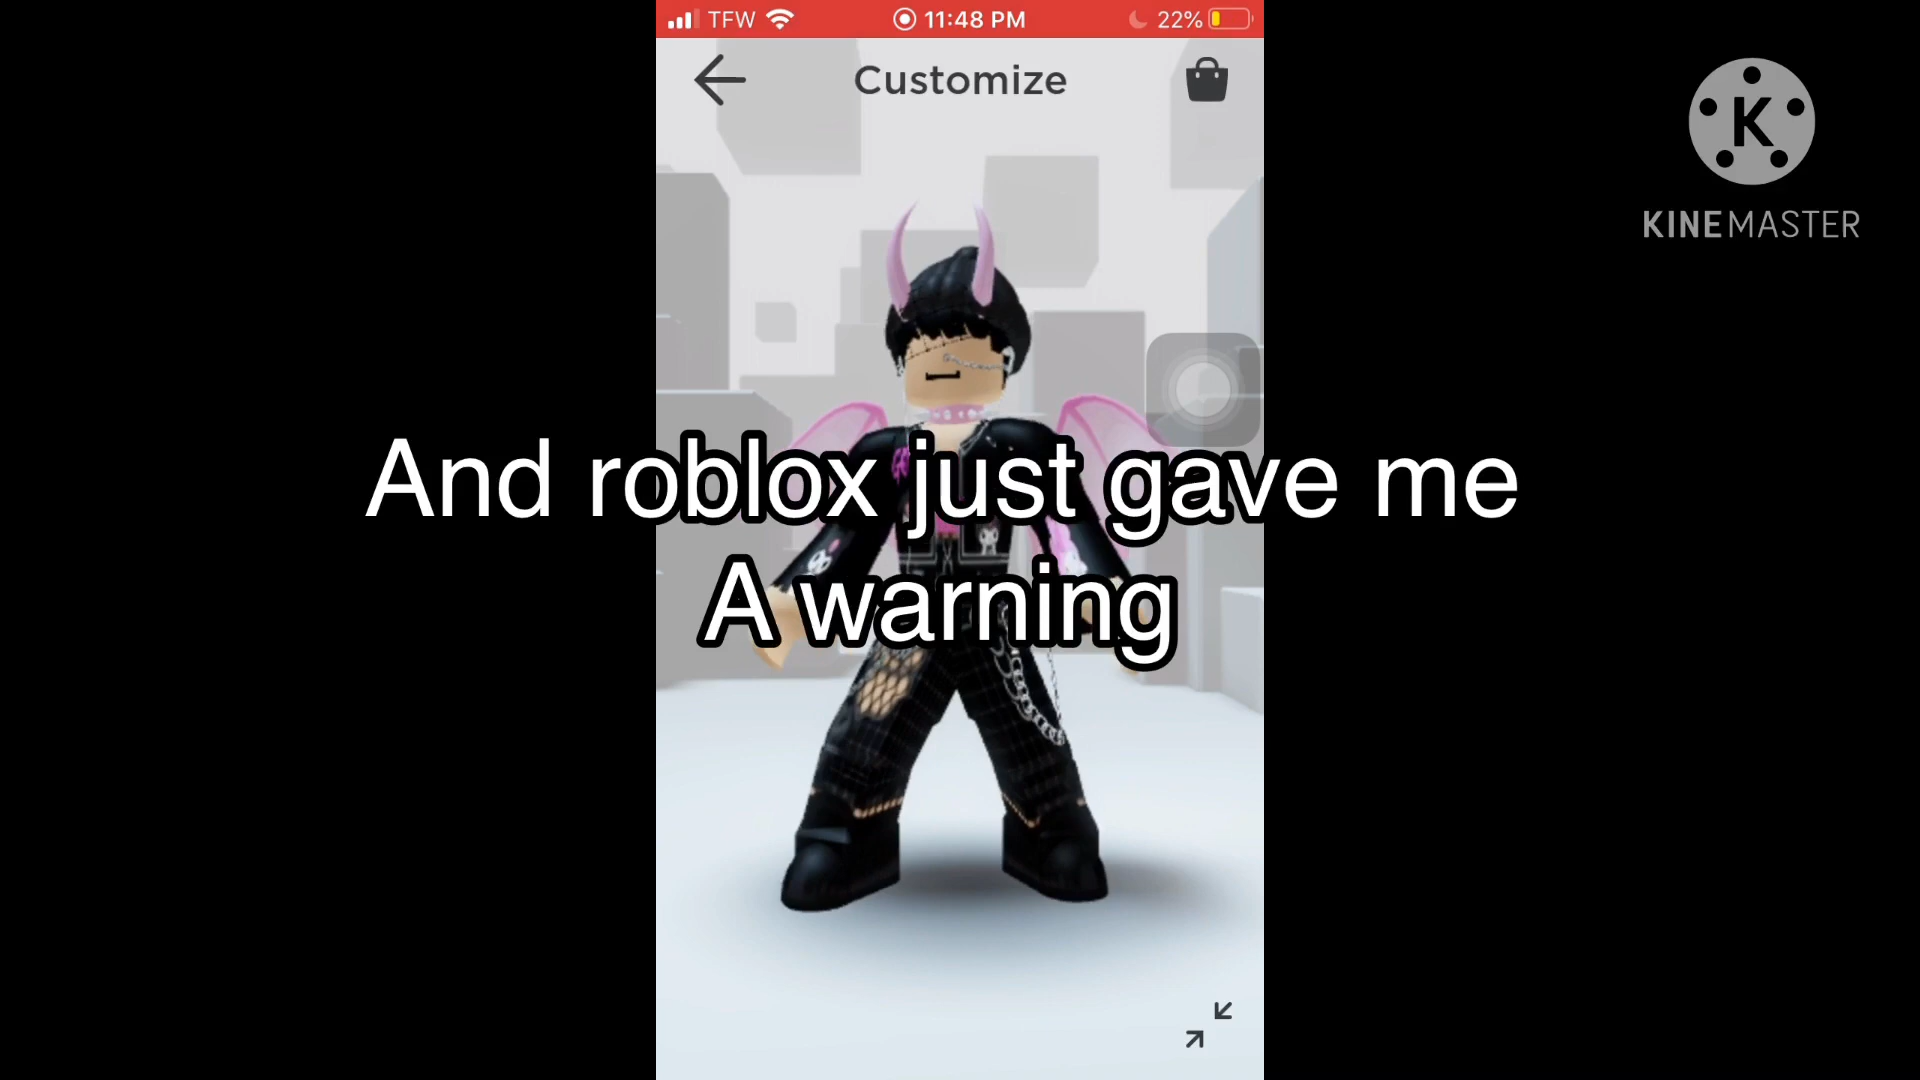 TFW 11:48 PM 22%
Customize
K
KINEMASTER
And roblox just gave me
A warning